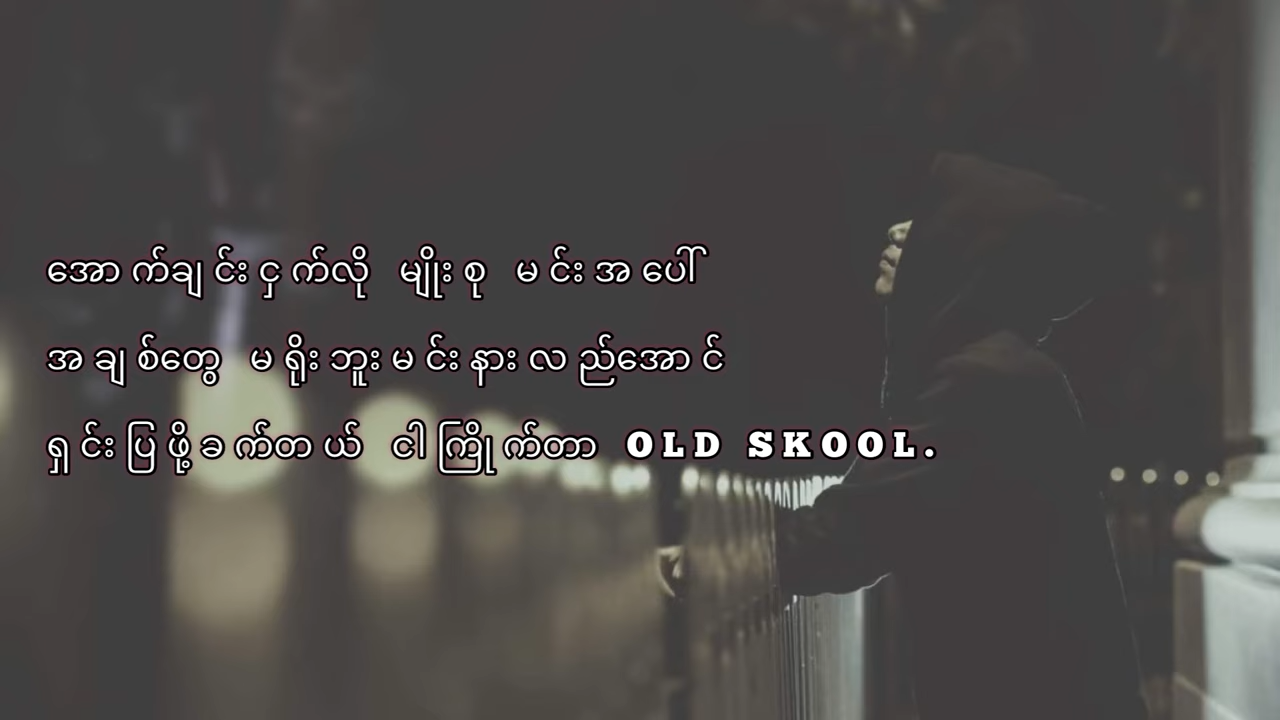 အောက်ချင်းငှက်လို မျိုးစု မင်းအပေါ်
အချစ်တွေ မရိုးဘူးမင်းနားလည်အောင်
ရှင်းပြဖို့ခက်တယ် ငါကြိုက်တာ OLD SKOOL.